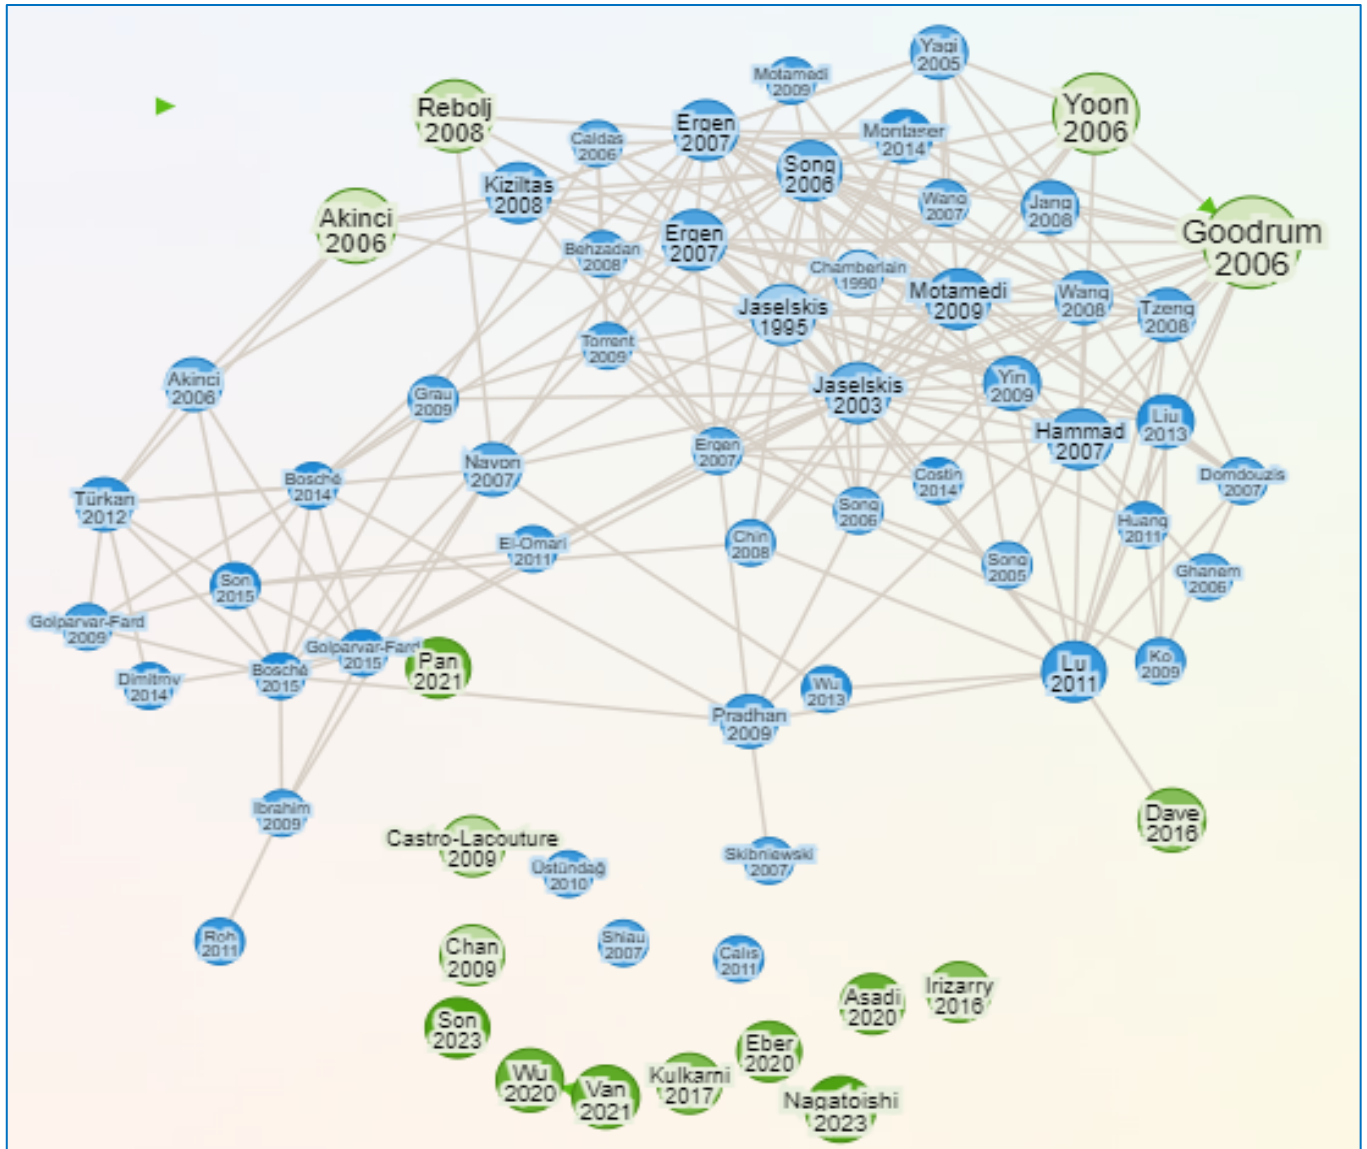 Yagi
2005
Motamedi
2009
Rebolj
2008
Yoon
2006
Ergen
2007
Montaser
2014
Caldas
2006
Song
2006
Kiziltas
2008
Wang
2007
Jang
2008
Akinci
2006
Ergen
2007
Goodrum
2006
Behzadan
2008
Chamberlain
1990
Motamedi
2009
Wang
2008
Jaselskis
1995
Tzeng
2008
Torrent
2009
Akinci
2006
Grau
2009
Jaselskis
2003
Yin
2009
Liu
2013
Hammad
2007
Ergen
2007
Navon
2007
Bosché
2014
Costin
2014
Domdouzis
2007
Türkan
2012
Song
2006
Huang
2011
El-Omari
2011
Chin
2008
Song
2005
Ghanem
2006
Son
2015
Golparvar-Fard
2009
Golparvar-Fard
2015
Pan
2021
Bosché
2015
Dimitrov
2014
Lu
2011
Ko
2009
Wu
2013
Pradhan
2009
Ibrahim
2009
Dave
2016
Castro-Lacouture
2009
Skibniewski
2007
Üstündağ
2010
Roh
2011
Shiau
2007
Chan
2009
Calis
2011
Irizarry
2016
Asadi
2020
Son
2023
Eber
2020
Wu
2020
Van
2021
Kulkarni
2017
Nagatoishi
2023